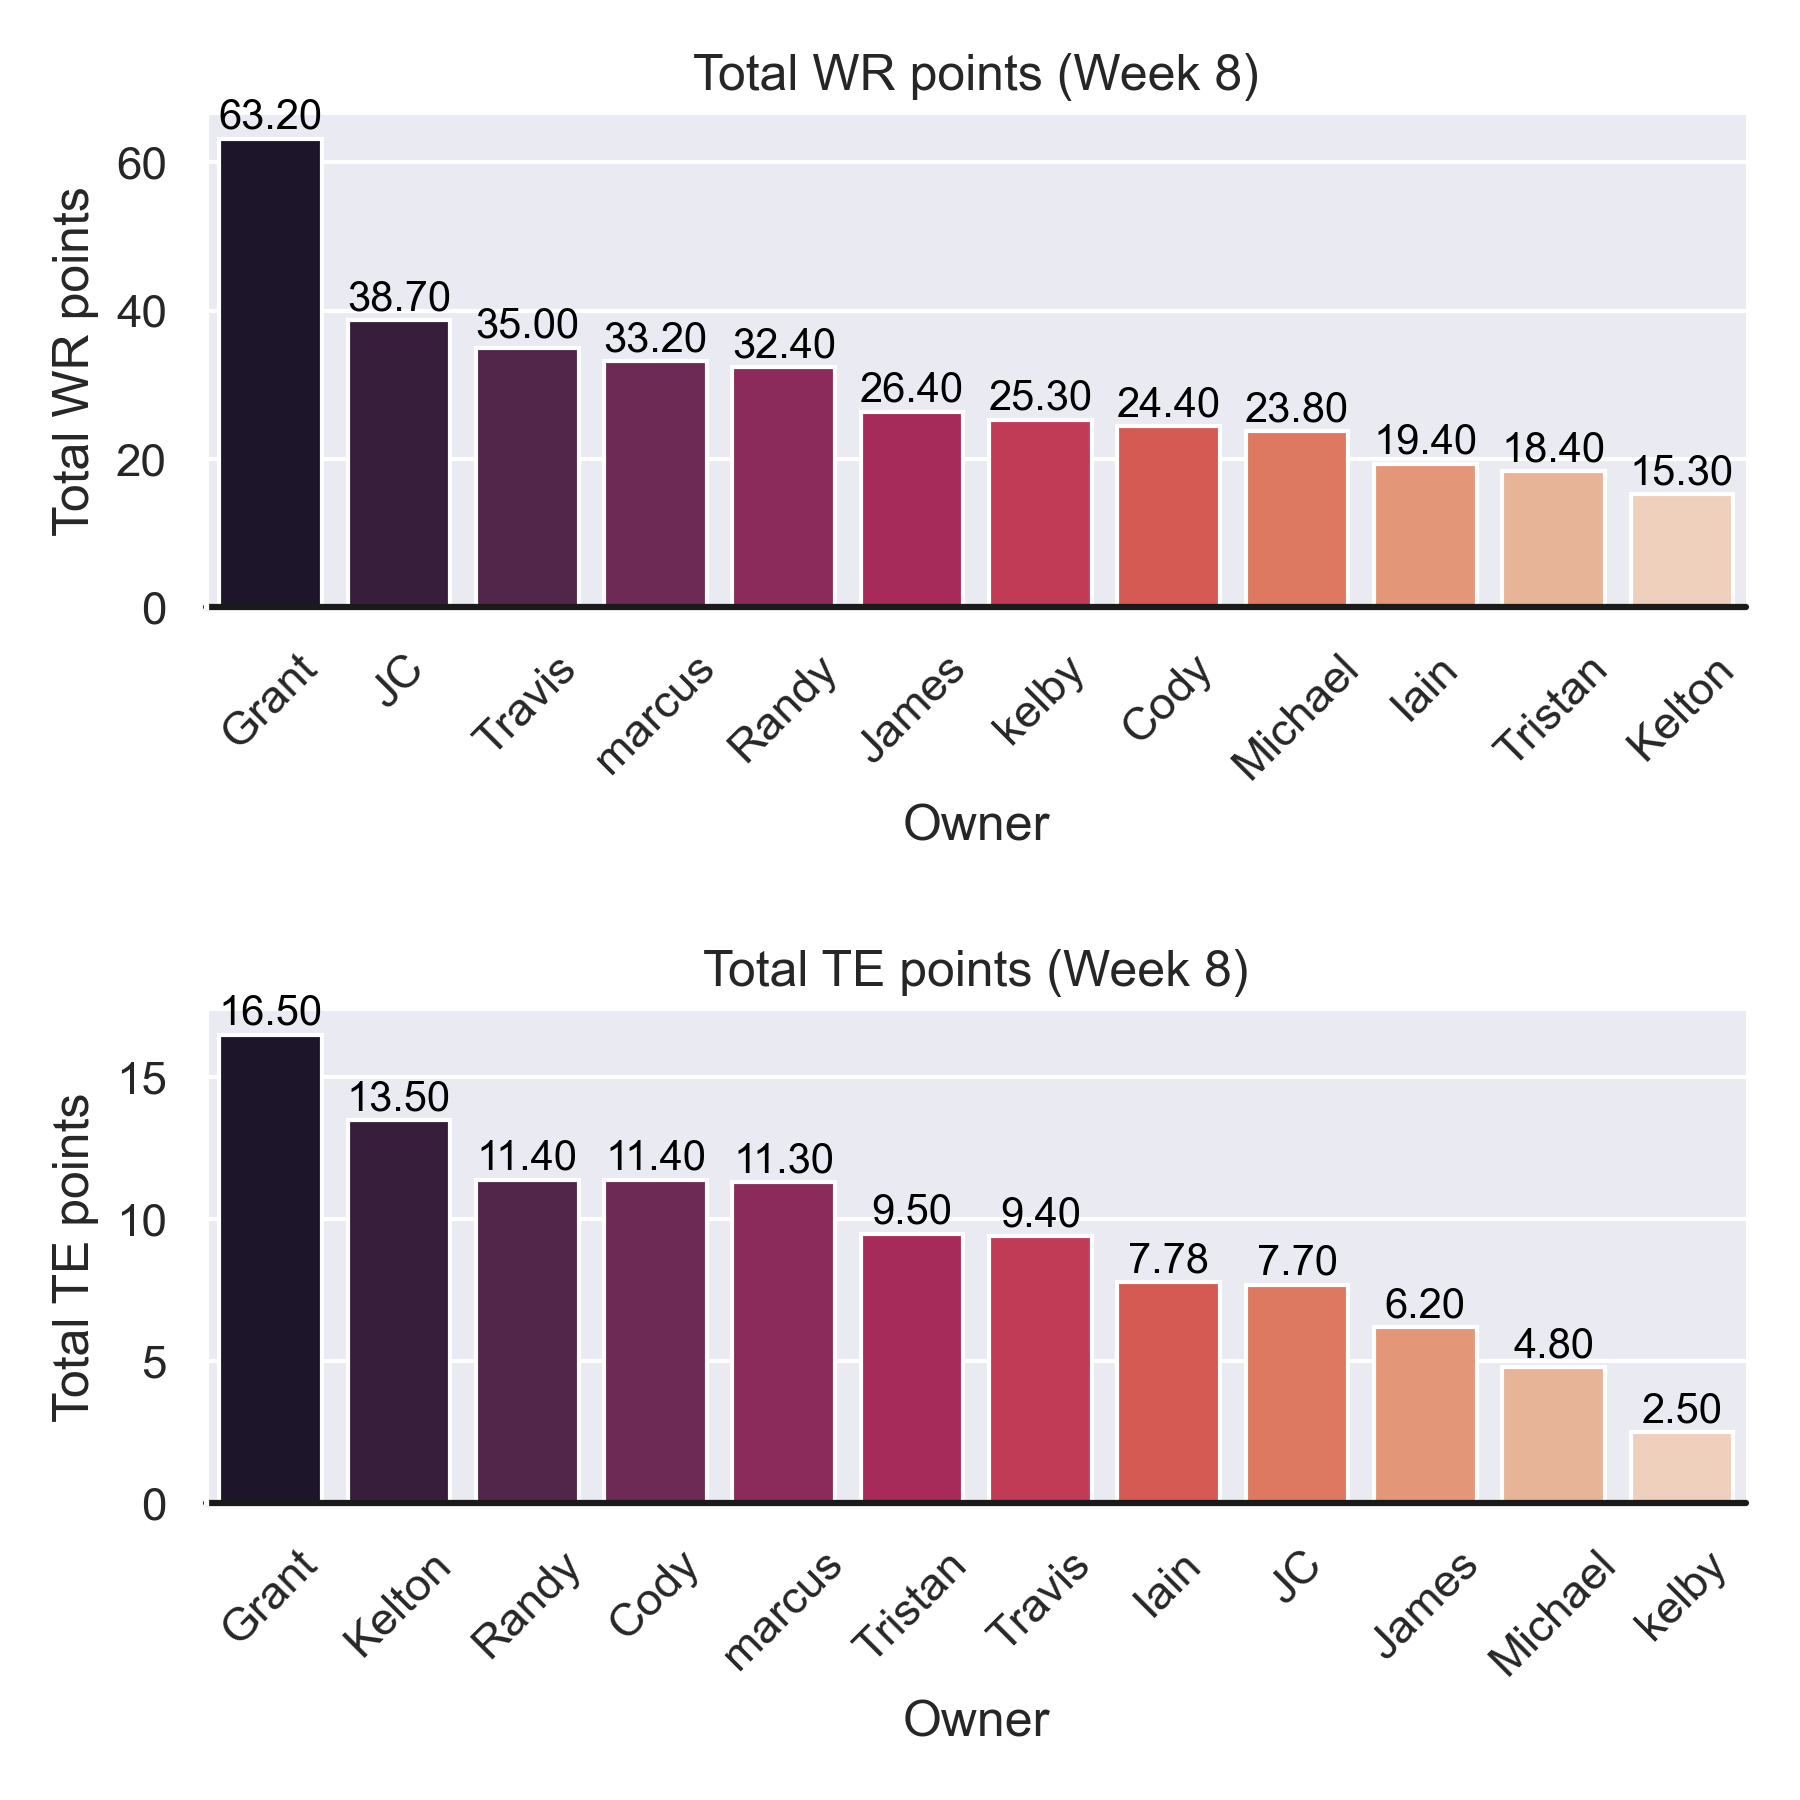 Total WR points (Week 8)
Total WR points
60
40
20
0
63.20
38.70
35.00
33.20
32.40
26.40
25.30
24.40
23.80
19.40
18.40
15.30
Grant
JC
Travis
marcus
Randy
James
kelby
Cody
Michael
Iain
Tristan
Kelton
Owner
Total TE points (Week 8)
Total TE points
15
10
5
0
16.50
13.50
11.40
11.40
11.30
9.50
9.40
7.78
7.70
6.20
4.80
2.50
Grant
Kelton
Randy
Cody
marcus
Tristan
Travis
Iain
JC
James
Michael
kelby
Owner